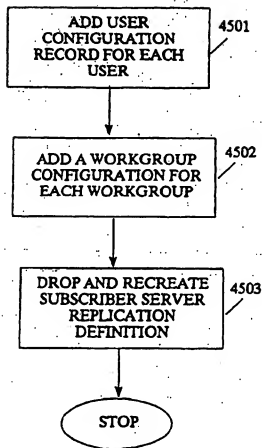 ADD USER
CONFIGURATION
RECORD FOR EACH
USER
4501
ADD A WORKGROUP
CONFIGURATION FOR
EACH WORKGROUP
4502
DROP AND RECREATE
SUBSCRIBER SERVER
REPLICATION
DEFINITION
4503
STOP